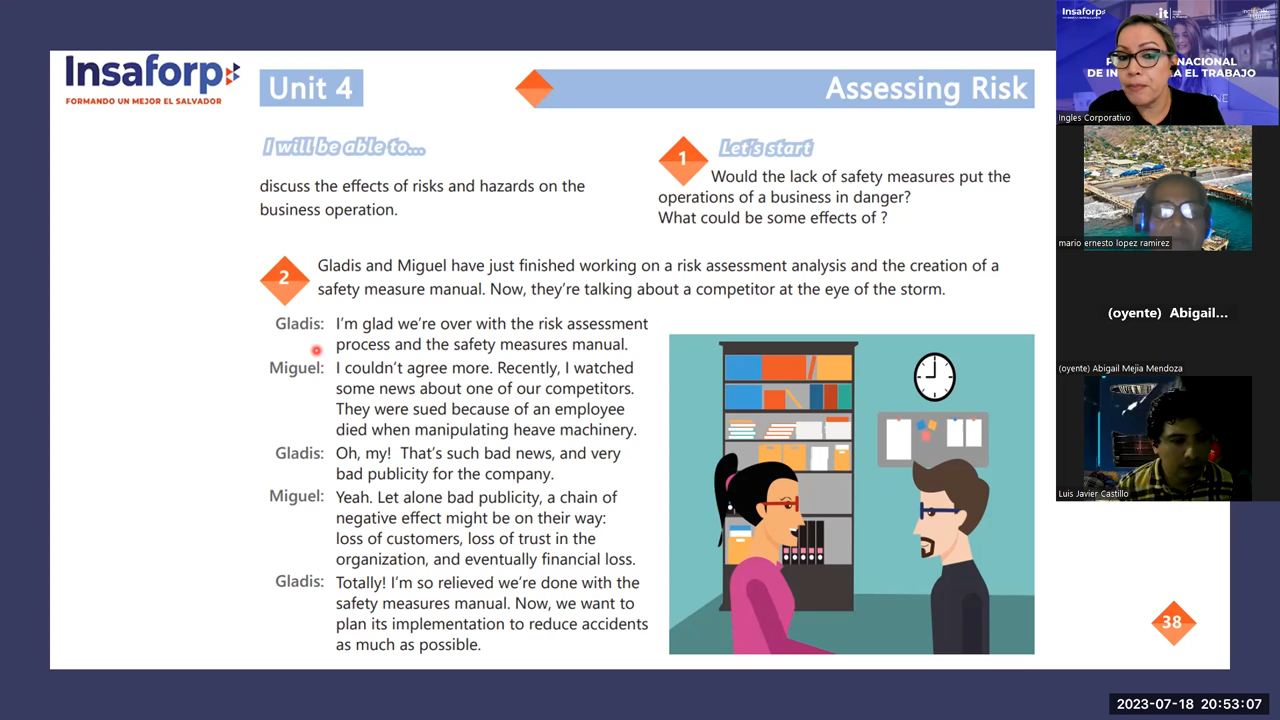 Insaforp
FORMANDO UN MEJOR EL SALVADOR
Unit 4
Assessing Risk
I will be able to...
discuss the effects of risks and hazards on the
business operation.
1
Let's start
Would the lack of safety measures put the
operations of a business in danger?
What could be some effects of ?
2
Gladis and Miguel have just finished working on a risk assessment analysis and the creation of a
safety measure manual. Now, they're talking about a competitor at the eye of the storm.
Gladis: I'm glad we're over with the risk assessment
process and the safety measures manual.
Miguel: I couldn't agree more. Recently, I watched
some news about one of our competitors.
They were sued because of an employee
died when manipulating heave machinery.
Gladis: Oh, my! That's such bad news, and very
bad publicity for the company.
Miguel: Yeah. Let alone bad publicity, a chain of
negative effect might be on their way:
loss of customers, loss of trust in the
organization, and eventually financial loss.
Gladis: Totally! I'm so relieved we're done with the
safety measures manual. Now, we want to
plan its implementation to reduce accidents
as much as possible.
38
Insaforp
it
NACIONAL
DE IN A EL TRABAJO
INE
Ingles Corporativo
mario ernesto lopez ramirez
(oyente) Abigail...
(oyente) Abigail Mejia Mendoza
Luis Javier Castillo
2023-07-18 20:53:07